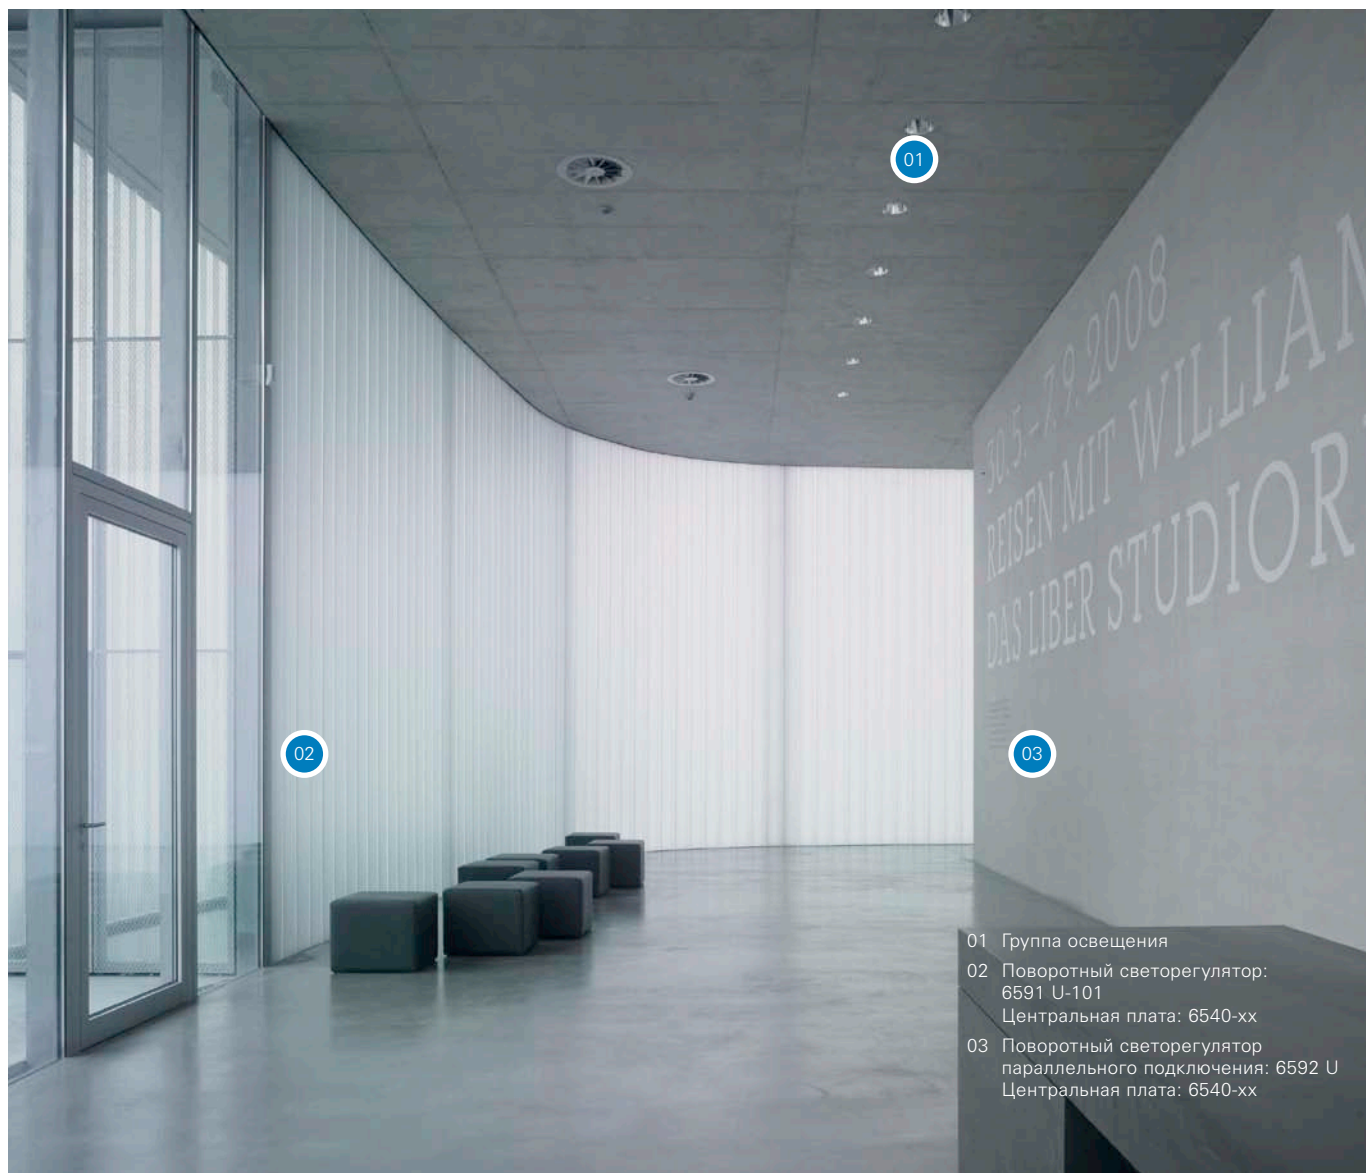 01
30.5.–7.9.2008
REISEN MIT WILLIAM
DAS LIBER STUDIOR
02
03
01 Группа освещения
02 Поворотный светорегулятор:
6591 U-101
Центральная плата: 6540-xx
03 Поворотный светорегулятор
параллельного подключения: 6592 U
Центральная плата: 6540-xx